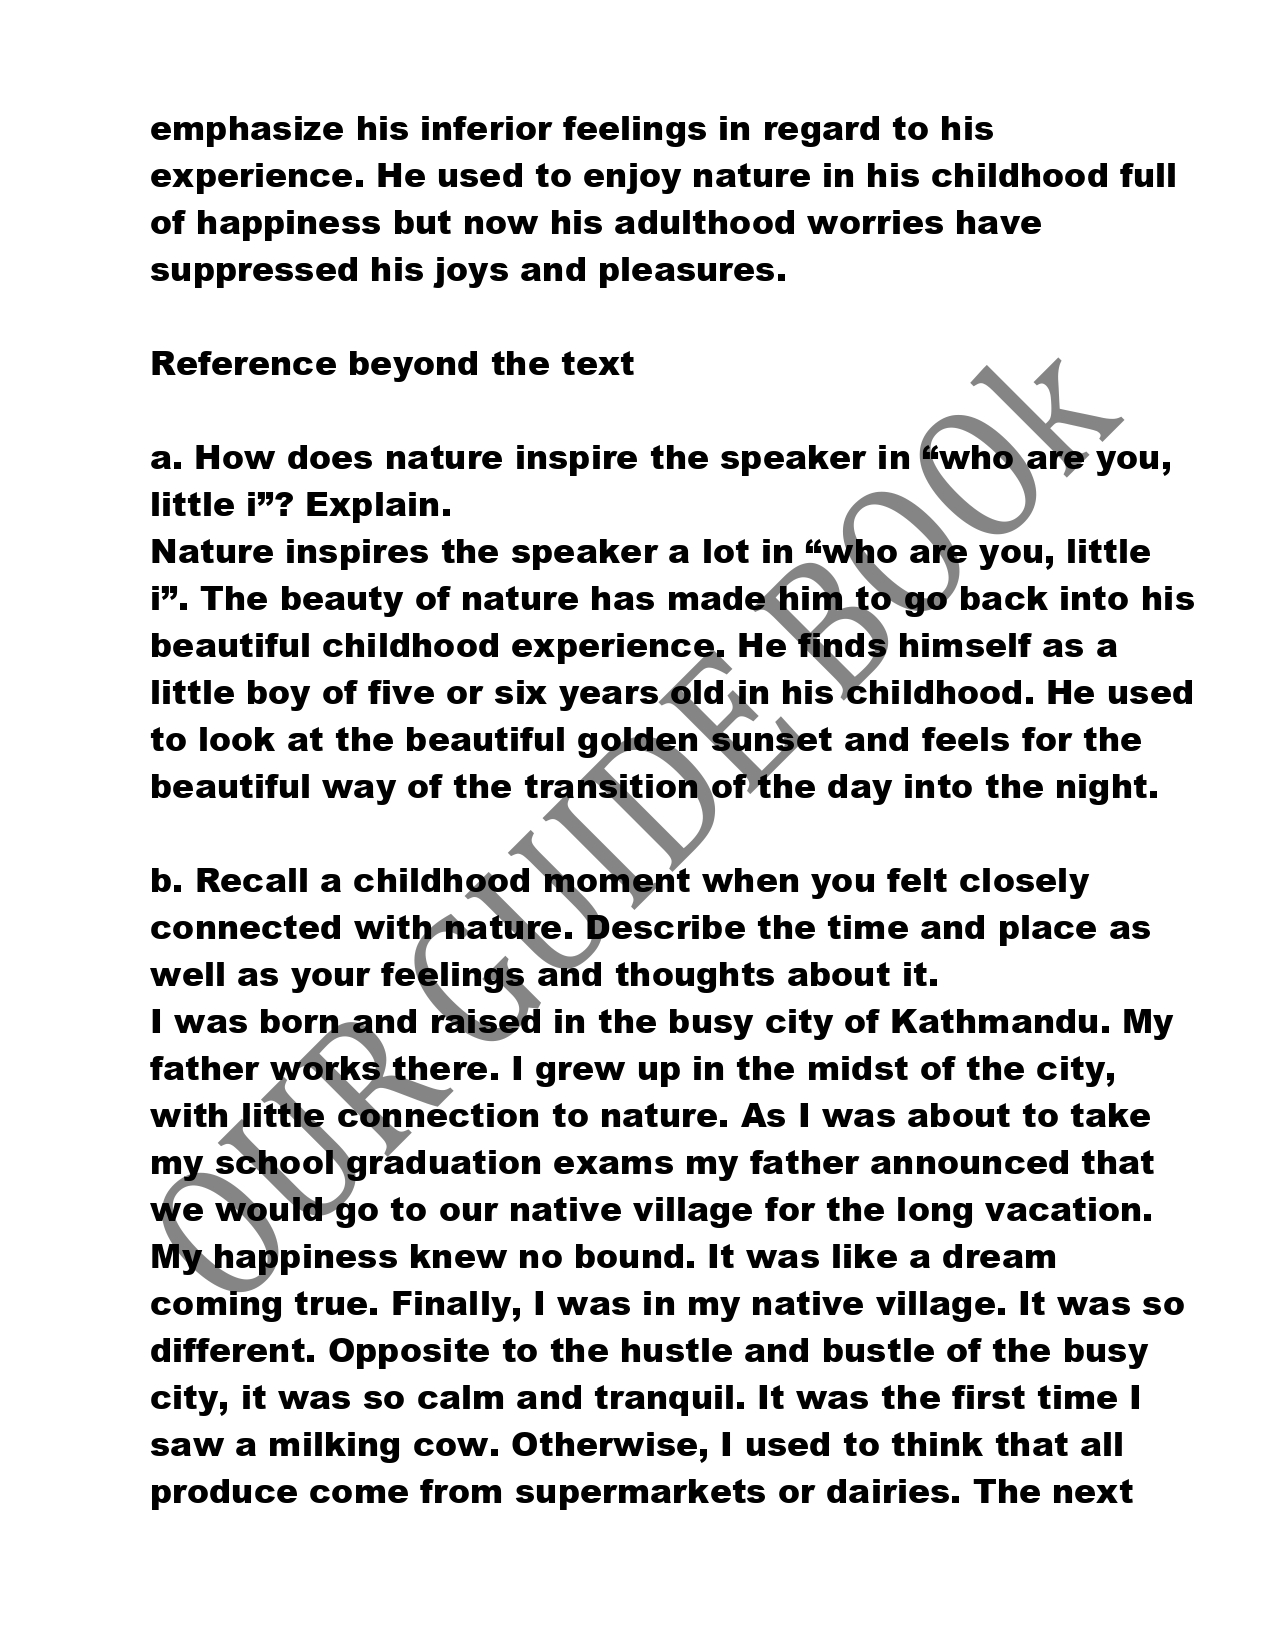 emphasize his inferior feelings in regard to his
experience. He used to enjoy nature in his childhood full
of happiness but now his adulthood worries have
suppressed his joys and pleasures.
Reference beyond the text
a. How does nature inspire the speaker in “who are you,
little i”? Explain.
Nature inspires the speaker a lot in “who are you, little
i”. The beauty of nature has made him to go back into his
beautiful childhood experience. He finds himself as a
little boy of five or six years old in his childhood. He used
to look at the beautiful golden sunset and feels for the
beautiful way of the transition of the day into the night.
b. Recall a childhood moment when you felt closely
connected with nature. Describe the time and place as
well as your feelings and thoughts about it.
I was born and raised in the busy city of Kathmandu. My
father works there. I grew up in the midst of the city,
with little connection to nature. As I was about to take
my school graduation exams my father announced that
we would go to our native village for the long vacation.
My happiness knew no bound. It was like a dream
coming true. Finally, I was in my native village. It was so
different. Opposite to the hustle and bustle of the busy
city, it was so calm and tranquil. It was the first time I
saw a milking cow. Otherwise, I used to think that all
produce come from supermarkets or dairies. The next
OUR GUIDE BOOk